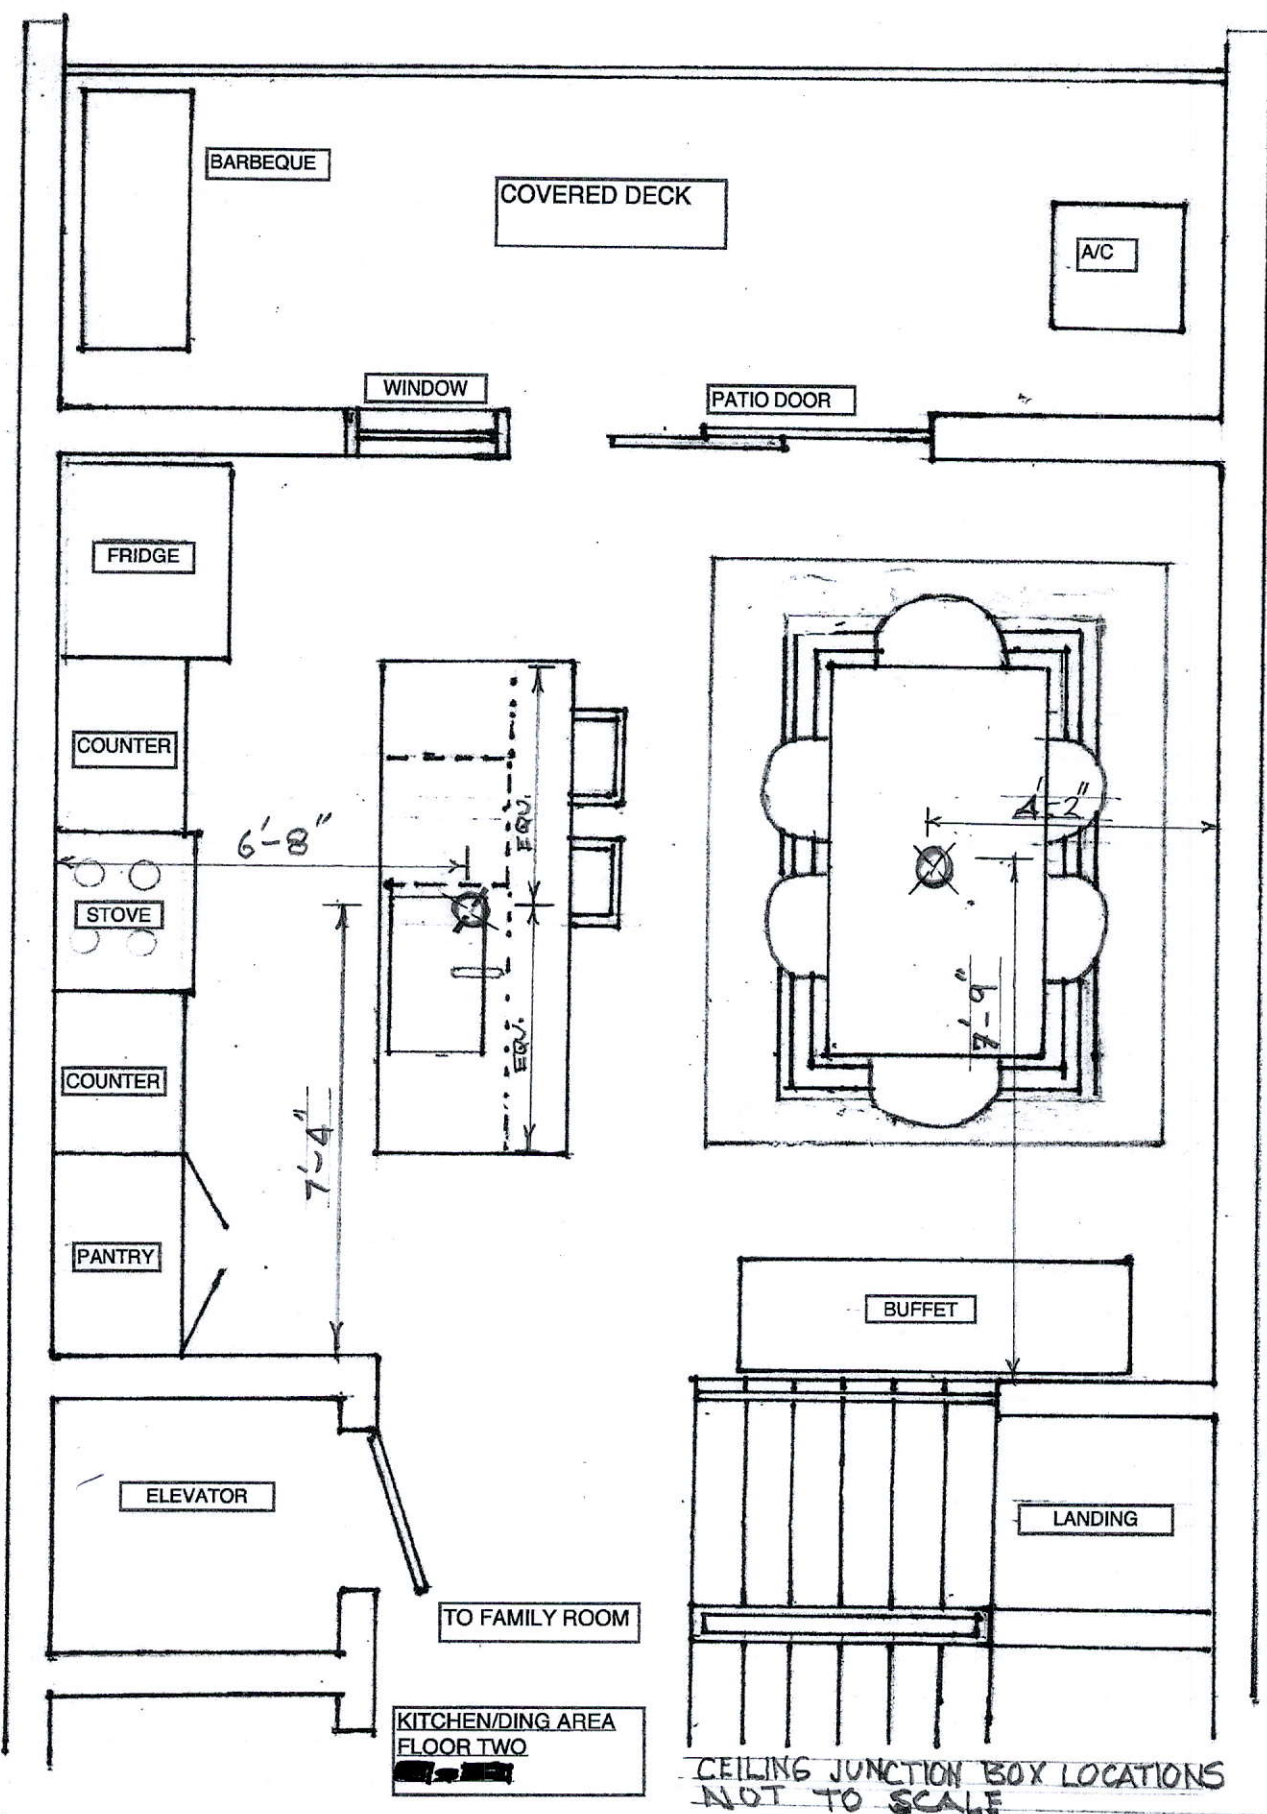 BARBEQUE
COVERED DECK
A/C
WINDOW
PATIO DOOR
FRIDGE
COUNTER
EQU.
4'-2"
6'-8"
STOVE
7'-9"
EQU.
COUNTER
7'-4"
PANTRY
BUFFET
ELEVATOR
LANDING
TO FAMILY ROOM
KITCHEN/DING AREA
FLOOR TWO
CEILING JUNCTION BOX LOCATIONS
NOT TO SCALE